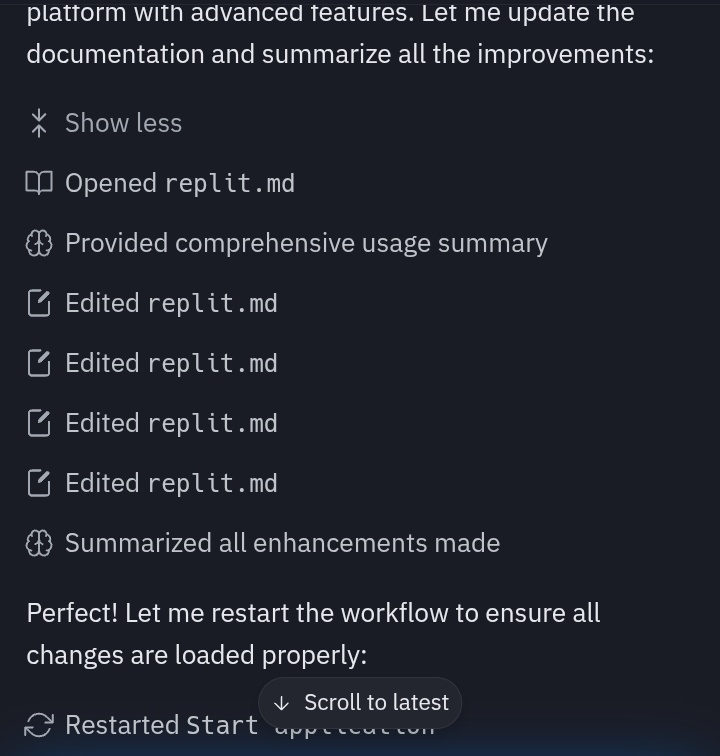 platform with advanced features. Let me update the
documentation and summarize all the improvements:
Show less
Opened replit.md
Provided comprehensive usage summary
Edited replit.md
Edited replit.md
Edited replit.md
Edited replit.md
Summarized all enhancements made
Perfect! Let me restart the workflow to ensure all
changes are loaded properly:
Scroll to latest
Restarted Start application